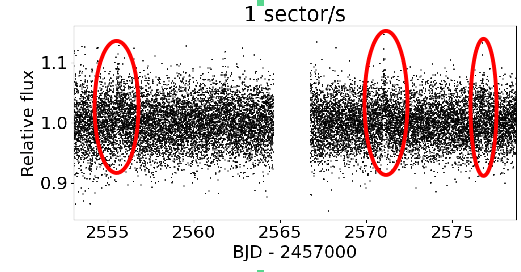 1 sector/s
Relative flux
1.1
1.0
0.9
2555 2560 2565 2570 2575
BJD - 2457000